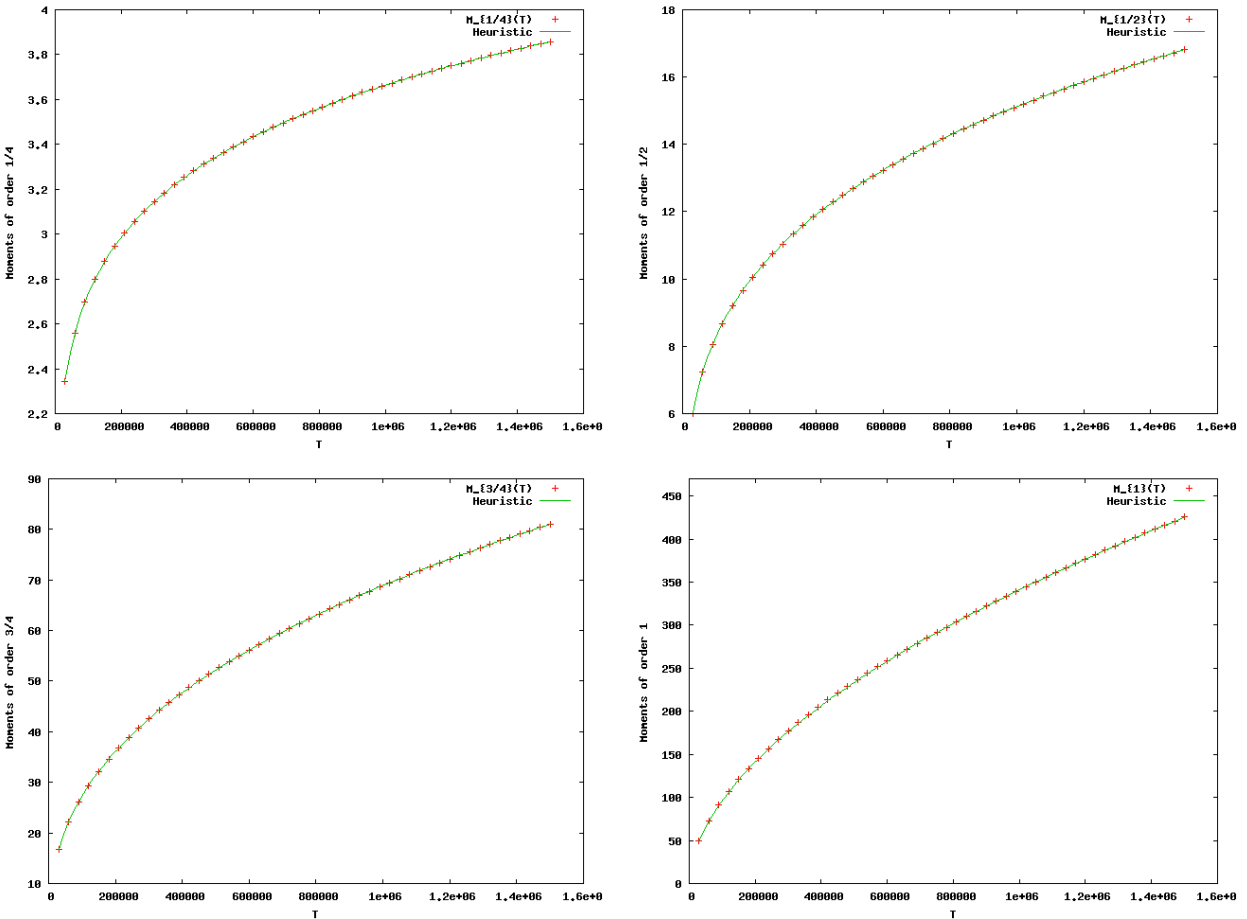 4
3.8
3.6
3.4
3.2
3
2.8
2.6
2.4
2.2
Moments of order 1/4
M_{1/4}(T)
Heuristic
0 200000 400000 600000 800000 1e+06 1.2e+06 1.4e+06 1.6e+0
T
18
16
14
12
10
8
6
Moments of order 1/2
M_{1/2}(T)
Heuristic
0 200000 400000 600000 800000 1e+06 1.2e+06 1.4e+06 1.6e+0
T
90
80
70
60
50
40
30
20
10
Moments of order 3/4
M_{3/4}(T)
Heuristic
0 200000 400000 600000 800000 1e+06 1.2e+06 1.4e+06 1.6e+0
T
450
400
350
300
250
200
150
100
50
0
Moments of order 1
M_{1}(T)
Heuristic
0 200000 400000 600000 800000 1e+06 1.2e+06 1.4e+06 1.6e+0
T